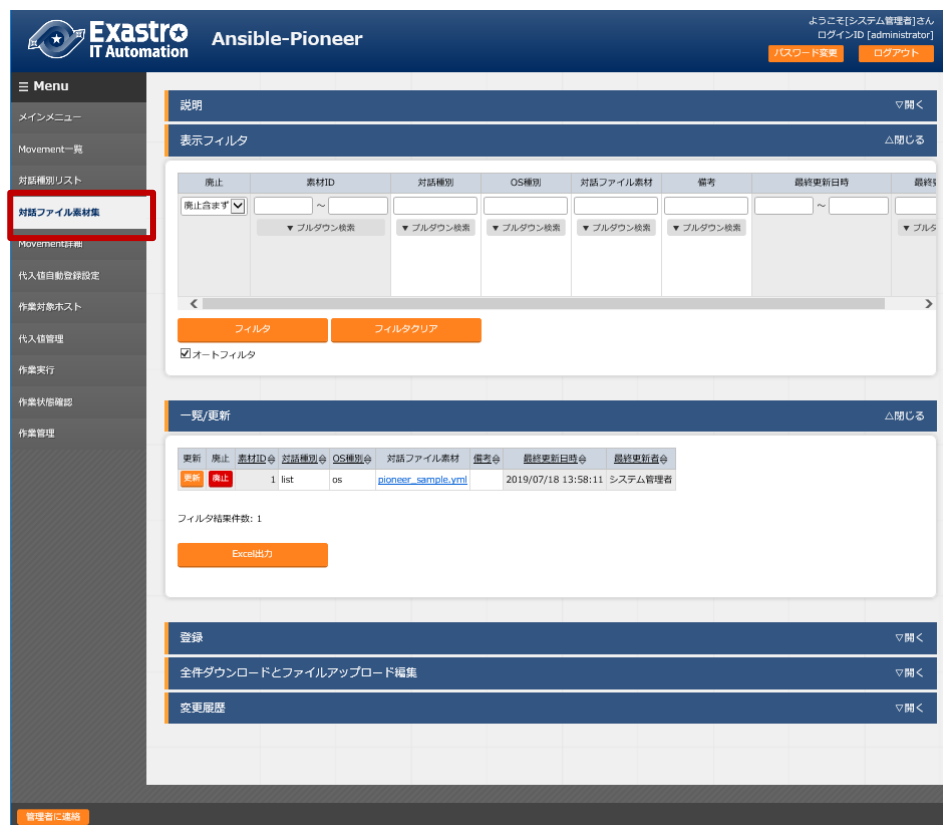 Exastro
IT Automation
Ansible-Pioneer
ようこそ[システム管理者]さん
ログインID [administrator]
パスワード変更
ログアウト
Menu
メインメニュー
Movement一覧
対話種別リスト
対話ファイル素材集
Movement詳細
代入値自動登録設定
作業対象ホスト
代入値管理
作業実行
作業状態確認
作業管理
説明 ▽開く
表示フィルタ △閉じる
廃止 素材ID 対話種別 OS種別 対話ファイル素材 備考 最終更新日時 最終更
廃止含まず ～ ～
▼ プルダウン検索 ▼ プルダウン検索 ▼ プルダウン検索 ▼ プルダウン検索 ▼ プルダウン検索 ▼ プルダ
フィルタ フィルタクリア
オートフィルタ
一覧/更新 △閉じる
更新 廃止 素材ID 対話種別 OS種別 対話ファイル素材 備考 最終更新日時 最終更新者
更新 廃止 1 list os pioneer_sample.yml 2019/07/18 13:58:11 システム管理者
フィルタ結果件数: 1
Excel出力
登録 ▽開く
全件ダウンロードとファイルアップロード編集 ▽開く
変更履歴 ▽開く
管理者に連絡